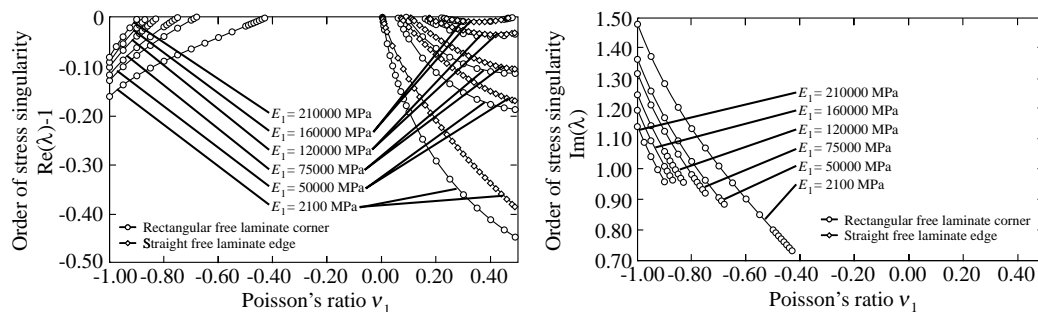 Order of stress singularity
Re(λ)-1
-0
-0.10
-0.20
-0.30
-0.40
-0.50
-1.00 -0.80 -0.60 -0.40 -0.20 0.00 0.20 0.40
Poisson's ratio ν1
E1= 210000 MPa
E1= 160000 MPa
E1= 120000 MPa
E1= 75000 MPa
E1= 50000 MPa
E1= 2100 MPa
Rectangular free laminate corner
Straight free laminate edge
Order of stress singularity
Im(λ)
1.50
1.40
1.30
1.20
1.10
1.00
0.90
0.80
0.70
-1.00 -0.80 -0.60 -0.40 -0.20 0.00 0.20 0.40
Poisson's ratio ν1
E1= 210000 MPa
E1= 160000 MPa
E1= 120000 MPa
E1= 75000 MPa
E1= 50000 MPa
E1= 2100 MPa
Rectangular free laminate corner
Straight free laminate edge